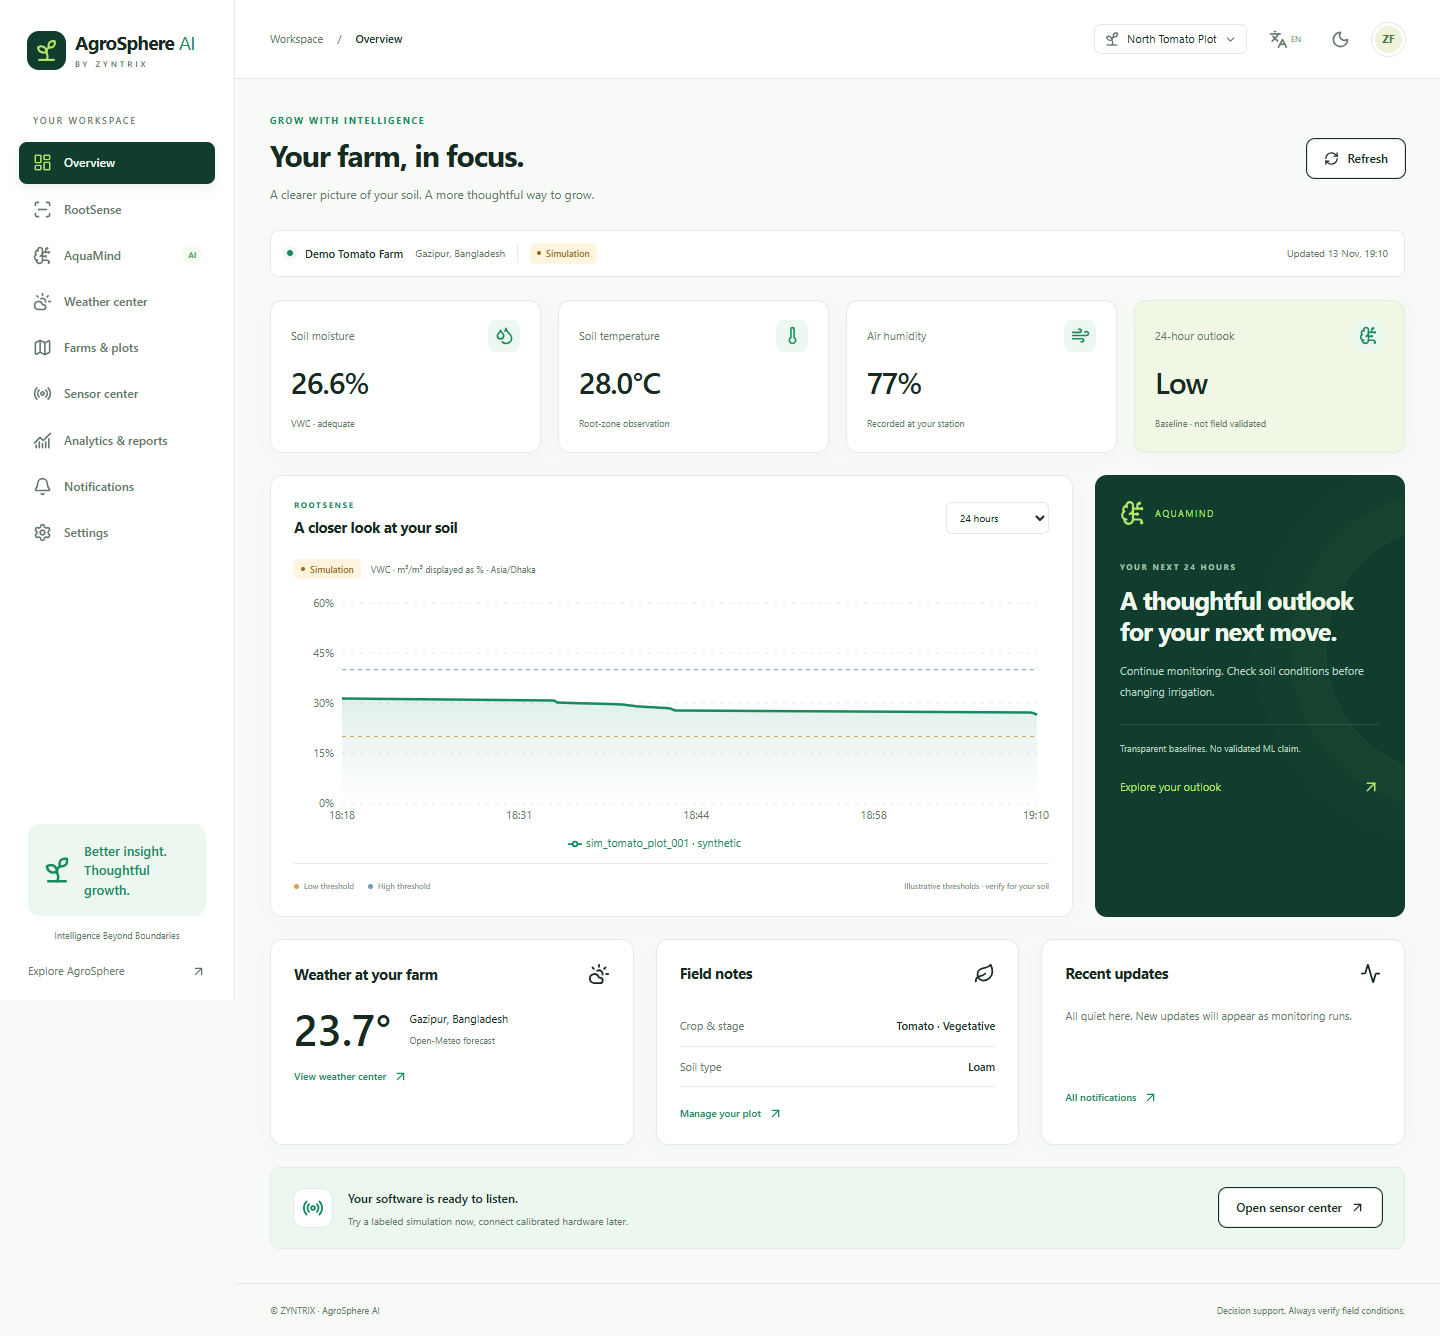 AgroSphere AI
BY ZYNTRIX
YOUR WORKSPACE
Overview
RootSense
AquaMind AI
Weather center
Farms & plots
Sensor center
Analytics & reports
Notifications
Settings
Better insight.
Thoughtful
growth.
Intelligence Beyond Boundaries
Explore AgroSphere
Workspace / Overview
North Tomato Plot
EN
ZF
GROW WITH INTELLIGENCE
Your farm, in focus.
A clearer picture of your soil. A more thoughtful way to grow.
Refresh
Demo Tomato Farm Gazipur, Bangladesh Simulation Updated 13 Nov, 19:10
Soil moisture
26.6%
VWC · adequate
Soil temperature
28.0°C
Root-zone observation
Air humidity
77%
Recorded at your station
24-hour outlook
Low
Baseline · not field validated
ROOTSENSE
A closer look at your soil
24 hours
Simulation VWC · m³/m³ displayed as % · Asia/Dhaka
60%
45%
30%
15%
0%
18:18 18:31 18:44 18:58 19:10
sim_tomato_plot_001 · synthetic
Low threshold High threshold Illustrative thresholds · verify for your soil
AQUAMIND
YOUR NEXT 24 HOURS
A thoughtful outlook
for your next move.
Continue monitoring. Check soil conditions before
changing irrigation.
Transparent baselines. No validated ML claim.
Explore your outlook
Weather at your farm
23.7°
Gazipur, Bangladesh
Open-Meteo forecast
View weather center
Field notes
Crop & stage Tomato · Vegetative
Soil type Loam
Manage your plot
Recent updates
All quiet here. New updates will appear as monitoring runs.
All notifications
Your software is ready to listen.
Try a labeled simulation now, connect calibrated hardware later.
Open sensor center
© ZYNTRIX · AgroSphere AI
Decision support. Always verify field conditions.